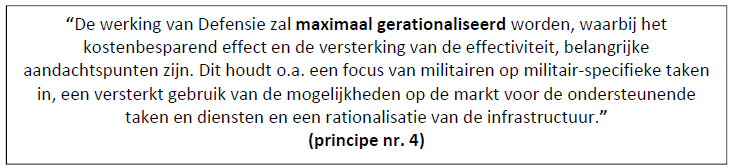 “De werking van Defensie zal maximaal gerationaliseerd worden, waarbij het
kostenbesparend effect en de versterking van de effectiviteit, belangrijke
aandachtspunten zijn. Dit houdt o.a. een focus van militairen op militair-specifieke taken
in, een versterkt gebruik van de mogelijkheden op de markt voor de ondersteunende
taken en diensten en een rationalisatie van de infrastructuur.”
(principe nr. 4)